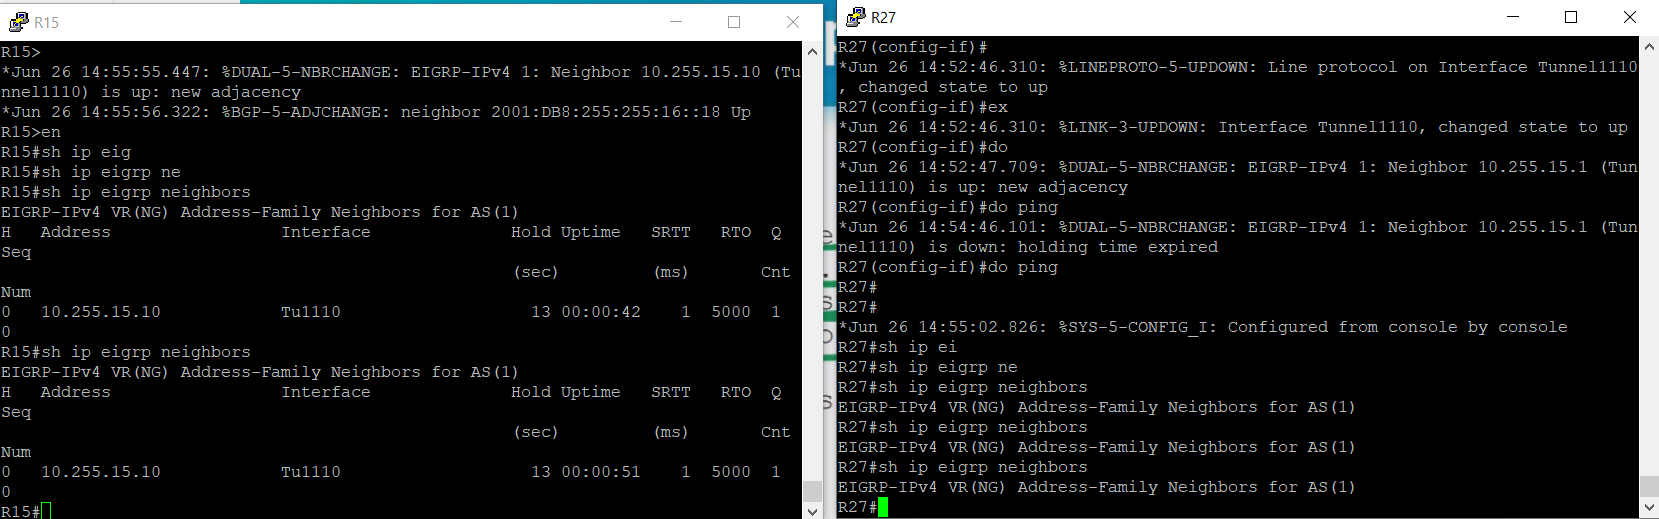 R15
R15>
*Jun 26 14:55:55.447: %DUAL-5-NBRCHANGE: EIGRP-IPv4 1: Neighbor 10.255.15.10 (Tu
nnel1110) is up: new adjacency
*Jun 26 14:55:56.322: %BGP-5-ADJCHANGE: neighbor 2001:DB8:255:255:16::18 Up
R15>en
R15#sh ip eig
R15#sh ip eigrp ne
R15#sh ip eigrp neighbors
EIGRP-IPv4 VR(NG) Address-Family Neighbors for AS(1)
H   Address                 Interface              Hold Uptime   SRTT   RTO  Q
Seq
                                                   (sec)         (ms)       Cnt
Num
0   10.255.15.10            Tu1110                   13 00:00:42    1  5000  1
0
R15#sh ip eigrp neighbors
EIGRP-IPv4 VR(NG) Address-Family Neighbors for AS(1)
H   Address                 Interface              Hold Uptime   SRTT   RTO  Q
Seq
                                                   (sec)         (ms)       Cnt
Num
0   10.255.15.10            Tu1110                   13 00:00:51    1  5000  1
0
R15#
R27
R27(config-if)#
*Jun 26 14:52:46.310: %LINEPROTO-5-UPDOWN: Line protocol on Interface Tunnel1110
, changed state to up
R27(config-if)#ex
*Jun 26 14:52:46.310: %LINK-3-UPDOWN: Interface Tunnel1110, changed state to up
R27(config-if)#do
*Jun 26 14:52:47.709: %DUAL-5-NBRCHANGE: EIGRP-IPv4 1: Neighbor 10.255.15.1 (Tun
nel1110) is up: new adjacency
R27(config-if)#do ping
*Jun 26 14:54:46.101: %DUAL-5-NBRCHANGE: EIGRP-IPv4 1: Neighbor 10.255.15.1 (Tun
nel1110) is down: holding time expired
R27(config-if)#do ping
R27#
R27#
*Jun 26 14:55:02.826: %SYS-5-CONFIG_I: Configured from console by console
R27#sh ip ei
R27#sh ip eigrp ne
R27#sh ip eigrp neighbors
EIGRP-IPv4 VR(NG) Address-Family Neighbors for AS(1)
R27#sh ip eigrp neighbors
EIGRP-IPv4 VR(NG) Address-Family Neighbors for AS(1)
R27#sh ip eigrp neighbors
EIGRP-IPv4 VR(NG) Address-Family Neighbors for AS(1)
R27#